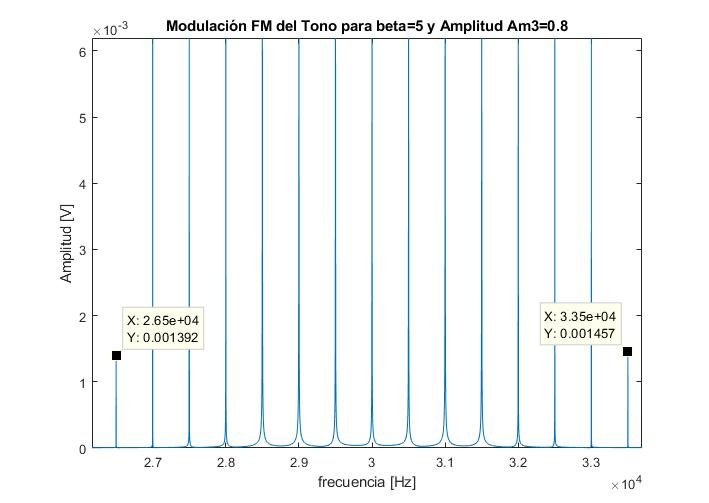 Modulación FM del Tono para beta=5 y Amplitud Am3=0.8
×10⁻³
6
5
4
3
2
1
0
Amplitud [V]
X: 2.65e+04
Y: 0.001392
X: 3.35e+04
Y: 0.001457
2.7 2.8 2.9 3 3.1 3.2 3.3
frecuencia [Hz]
×10⁴